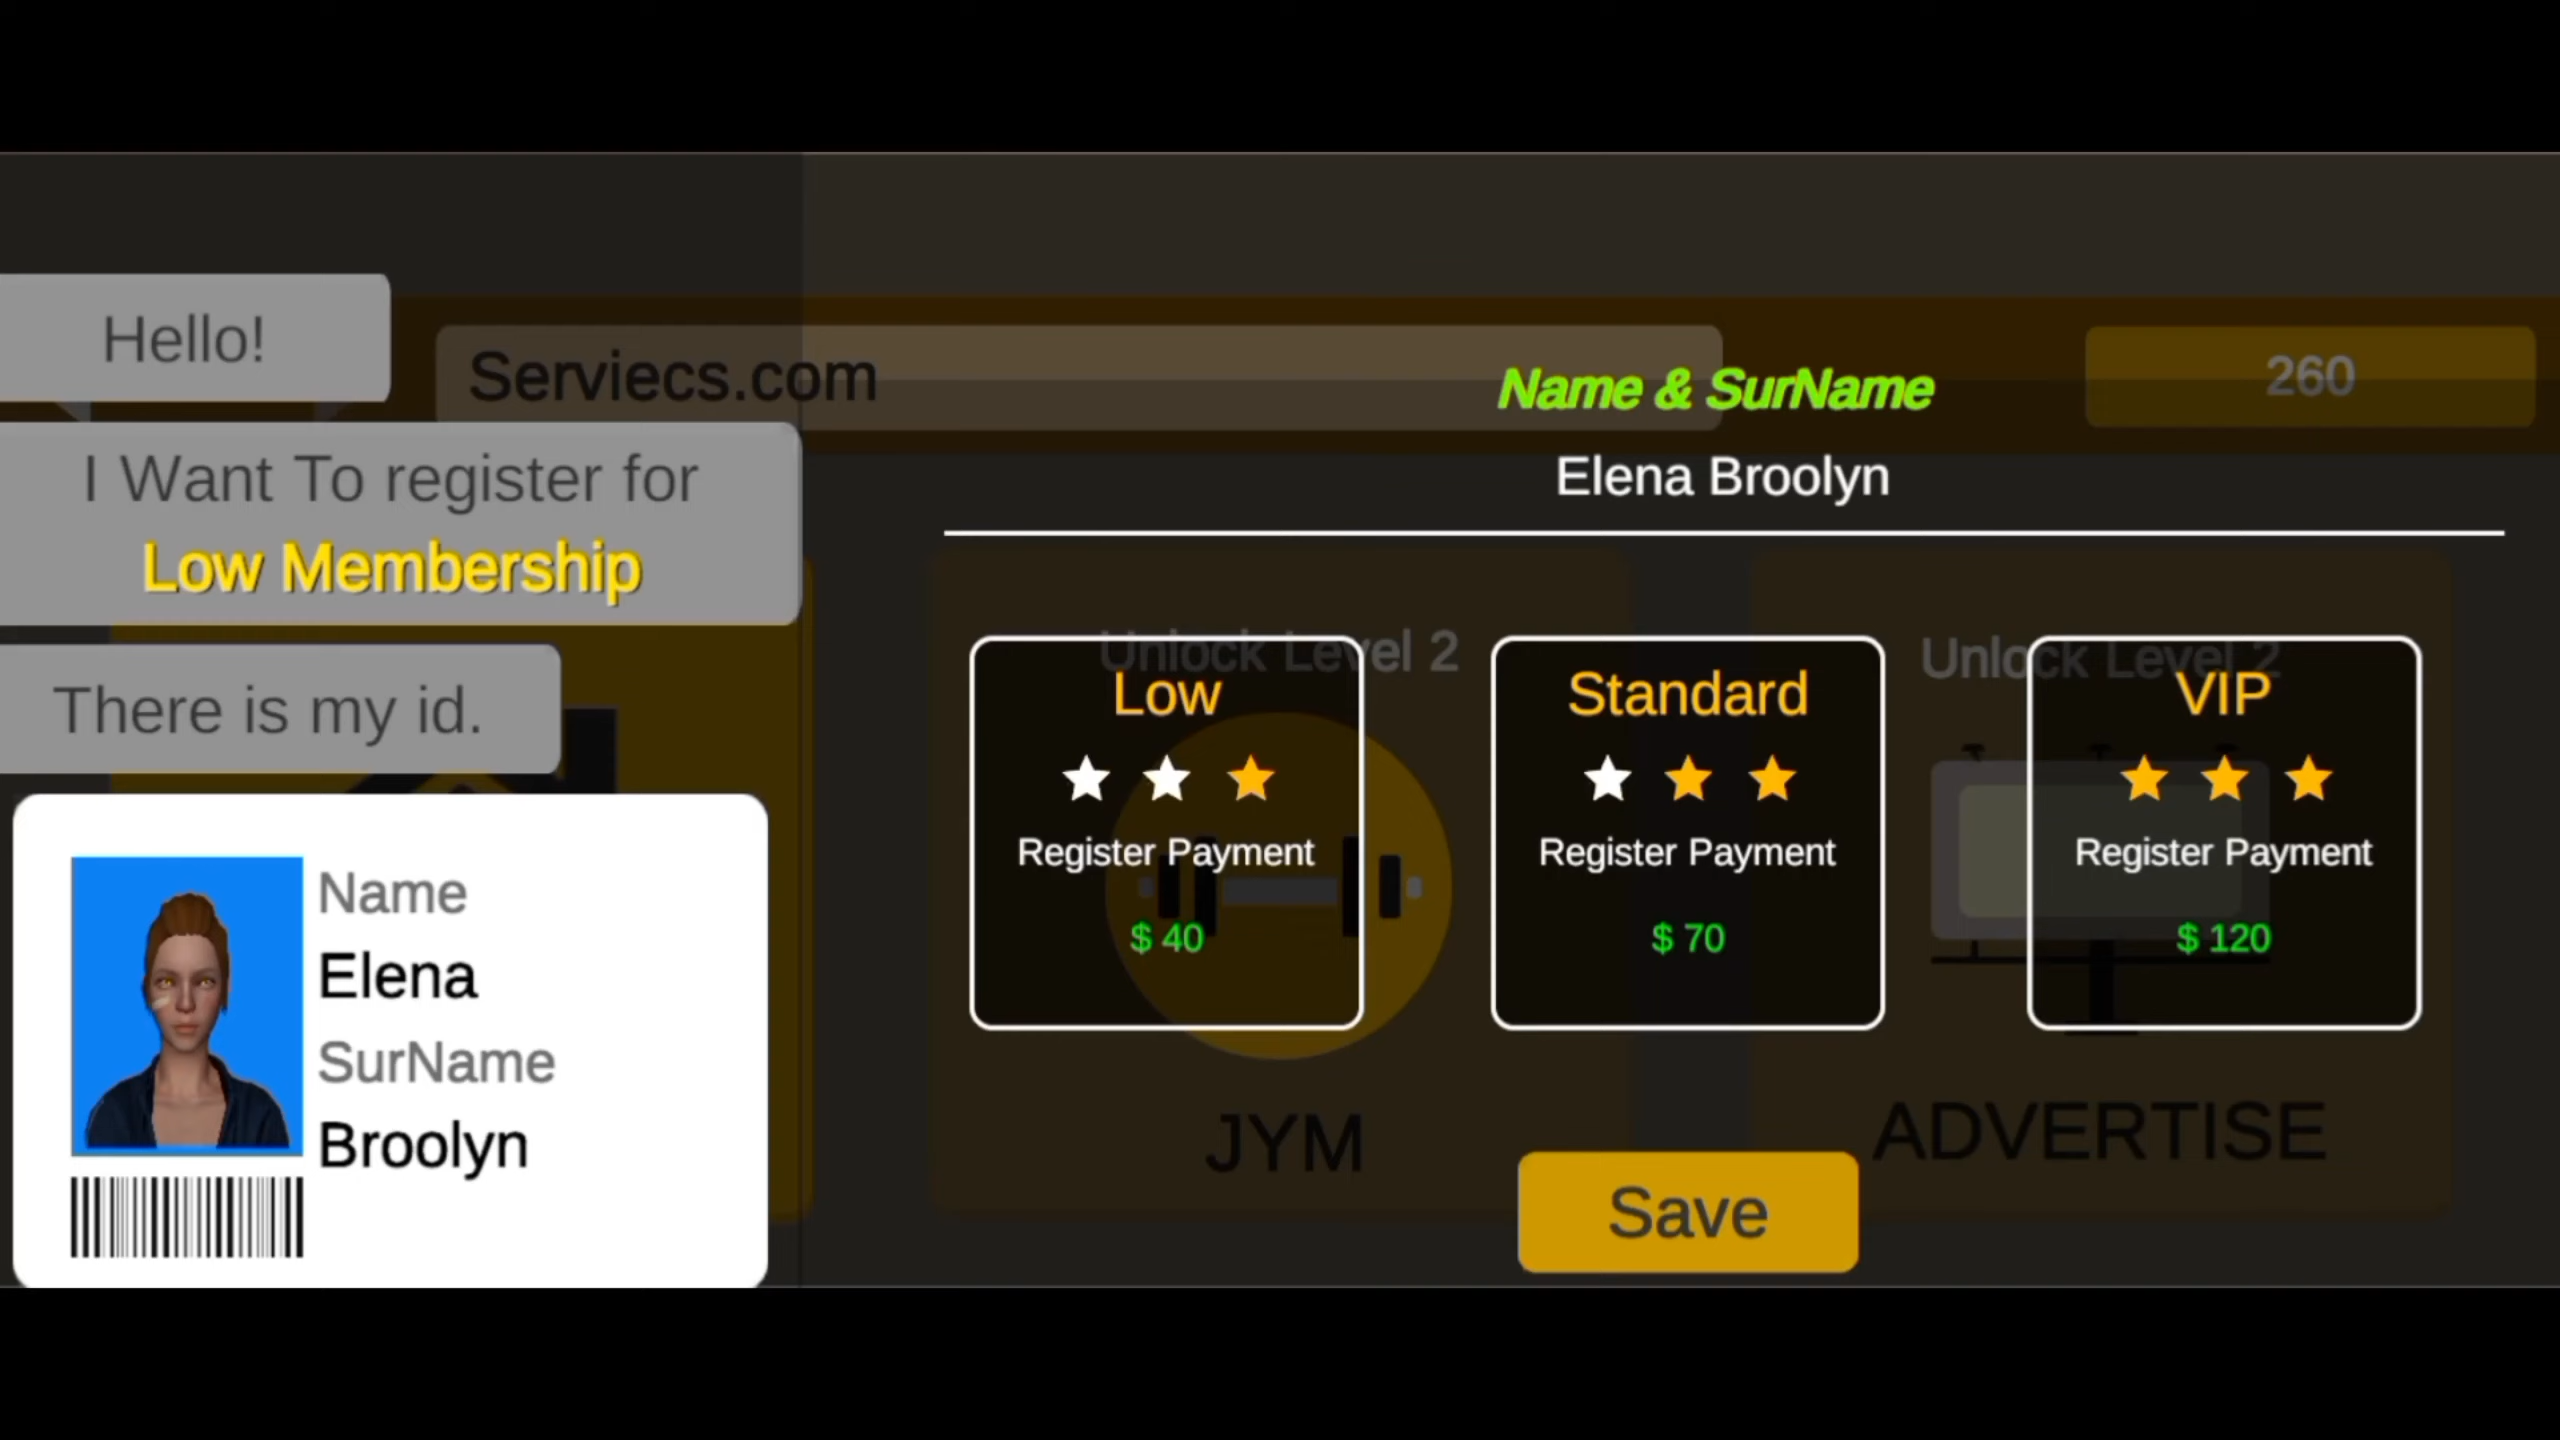 Hello!
I Want To register for
Low Membership
There is my id.
Name
Elena
SurName
Broolyn
Serviecs.com
260
Name & SurName
Elena Broolyn
Unlock Level 2
Unlock Level 2
Low
Register Payment
$ 40
Standard
Register Payment
$ 70
VIP
Register Payment
$ 120
JYM
ADVERTISE
Save